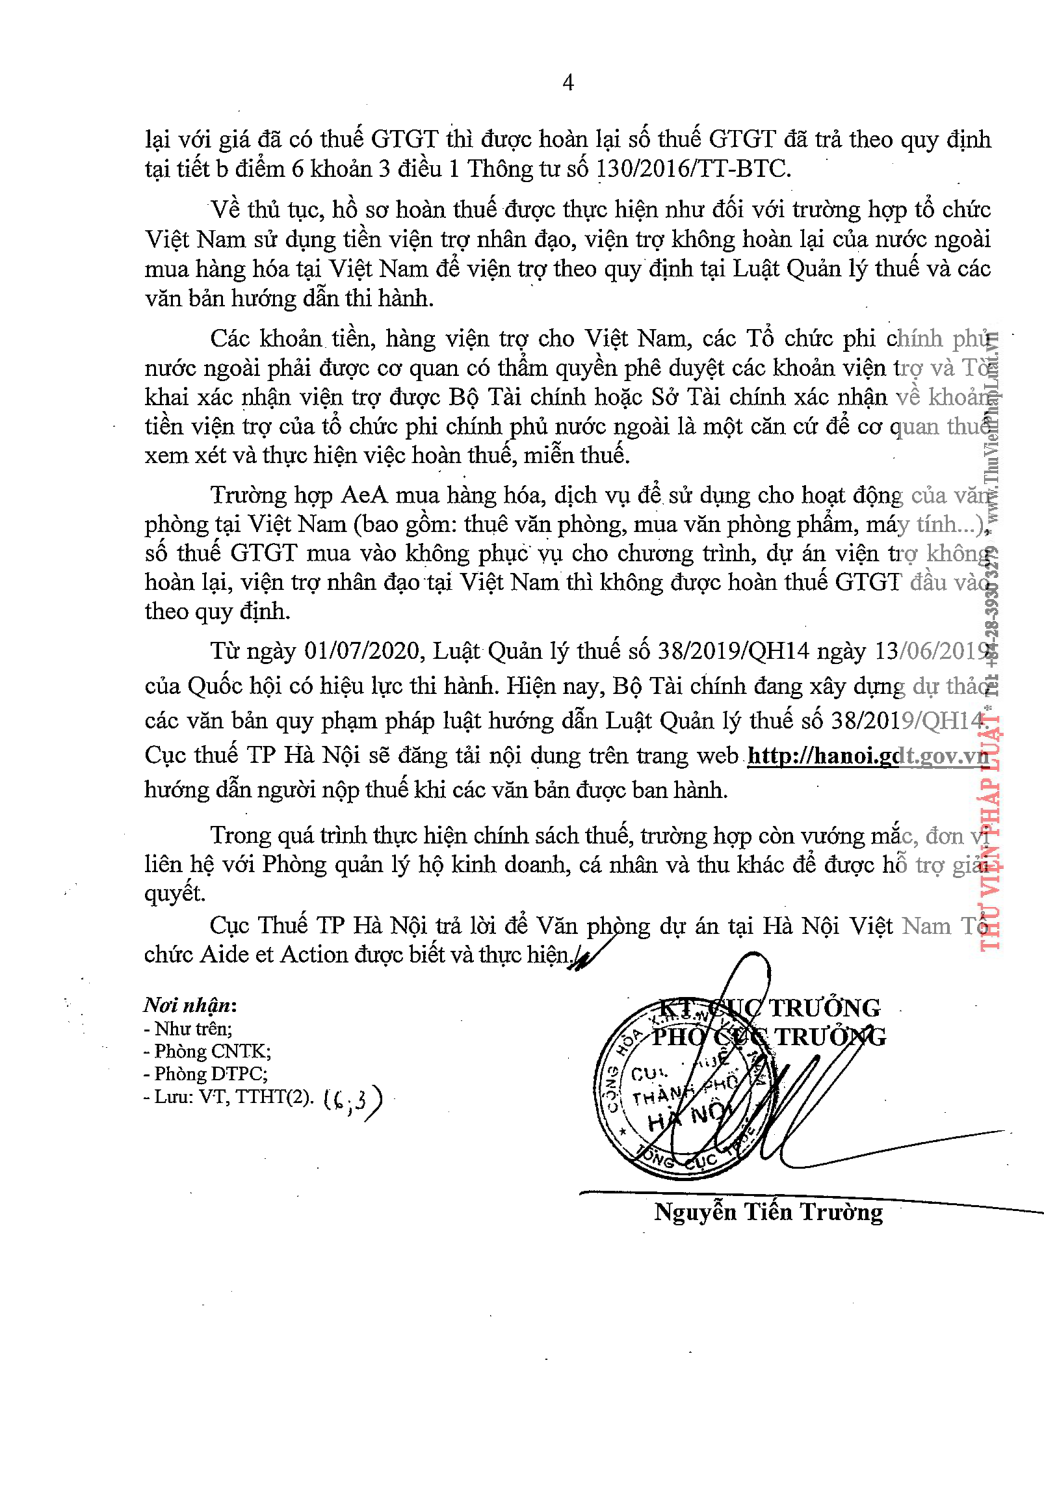 4
lại với giá đã có thuế GTGT thì được hoàn lại số thuế GTGT đã trả theo quy định
tại tiết b điểm 6 khoản 3 điều 1 Thông tư số 130/2016/TT-BTC.
Về thủ tục, hồ sơ hoàn thuế được thực hiện như đối với trường hợp tổ chức
Việt Nam sử dụng tiền viện trợ nhân đạo, viện trợ không hoàn lại của nước ngoài
mua hàng hóa tại Việt Nam để viện trợ theo quy định tại Luật Quản lý thuế và các
văn bản hướng dẫn thi hành.
Các khoản tiền, hàng viện trợ cho Việt Nam, các Tổ chức phi chính phủ
nước ngoài phải được cơ quan có thẩm quyền phê duyệt các khoản viện trợ và Tờ
khai xác nhận viện trợ được Bộ Tài chính hoặc Sở Tài chính xác nhận về khoản
tiền viện trợ của tổ chức phi chính phủ nước ngoài là một căn cứ để cơ quan thuế
xem xét và thực hiện việc hoàn thuế, miễn thuế.
Trường hợp AeA mua hàng hóa, dịch vụ để sử dụng cho hoạt động của văn
phòng tại Việt Nam (bao gồm: thuê văn phòng, mua văn phòng phẩm, máy tính...),
số thuế GTGT mua vào không phục vụ cho chương trình, dự án viện trợ không
hoàn lại, viện trợ nhân đạo tại Việt Nam thì không được hoàn thuế GTGT đầu vào
theo quy định.
Từ ngày 01/07/2020, Luật Quản lý thuế số 38/2019/QH14 ngày 13/06/2019
của Quốc hội có hiệu lực thi hành. Hiện nay, Bộ Tài chính đang xây dựng dự thảo
các văn bản quy phạm pháp luật hướng dẫn Luật Quản lý thuế số 38/2019/QH14.
Cục thuế TP Hà Nội sẽ đăng tải nội dung trên trang web http://hanoi.gdt.gov.vn
hướng dẫn người nộp thuế khi các văn bản được ban hành.
Trong quá trình thực hiện chính sách thuế, trường hợp còn vướng mắc, đơn vị
liên hệ với Phòng quản lý hộ kinh doanh, cá nhân và thu khác để được hỗ trợ giải
quyết.
Cục Thuế TP Hà Nội trả lời để Văn phòng dự án tại Hà Nội Việt Nam Tổ
chức Aide et Action được biết và thực hiện./.
Nơi nhận:
- Như trên;
- Phòng CNTK;
- Phòng DTPC;
- Lưu: VT, TTHT(2). (6,3)
KT. CỤC TRƯỞNG
PHÓ CỤC TRƯỞNG
CỘNG HÒA X.H.C.N VIỆT NAM
CỤC THUẾ
THÀNH PHỐ
HÀ NỘI
★ TỔNG CỤC THUẾ ★
Nguyễn Tiến Trường
THƯ VIỆN PHÁP LUẬT * Tel: +84-28-3930 3279 * www.ThuVienPhapLuat.vn